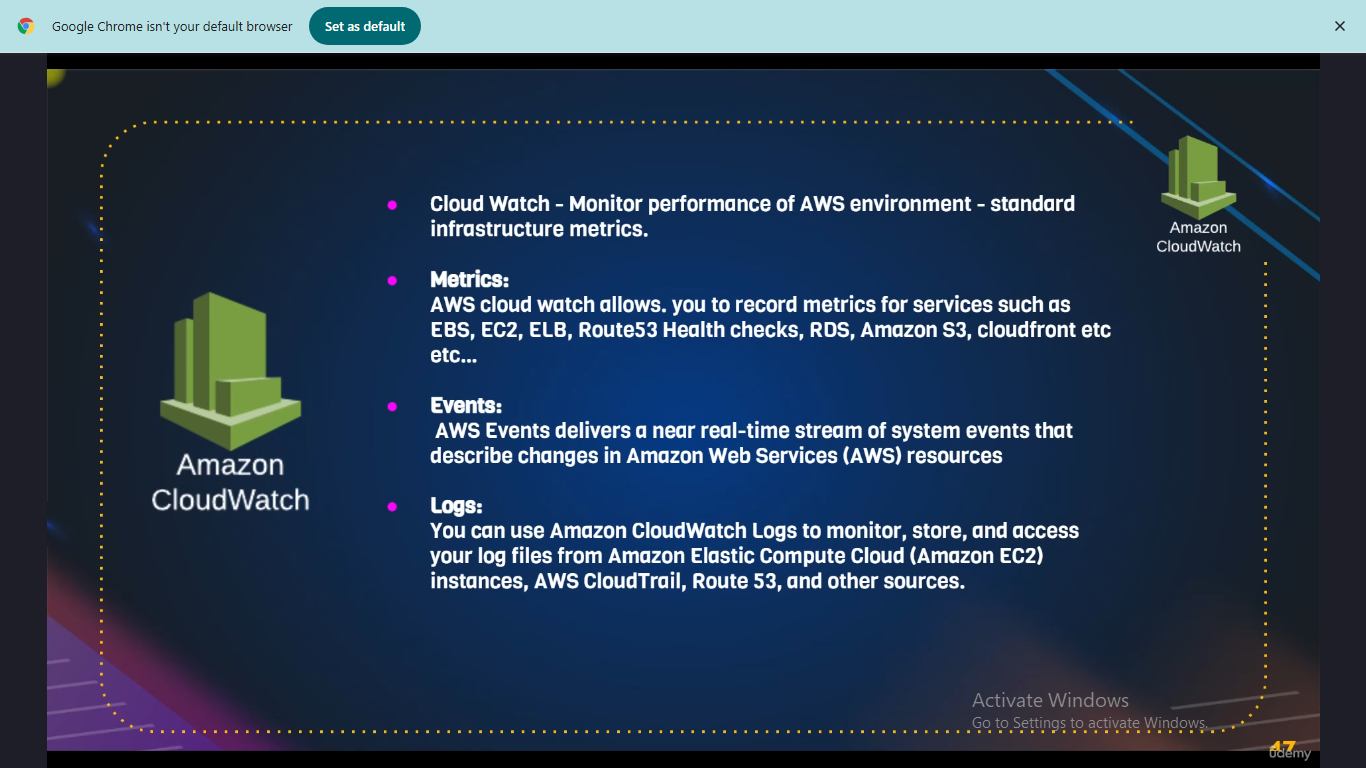 Google Chrome isn't your default browser
Set as default
Amazon
CloudWatch
Cloud Watch - Monitor performance of AWS environment - standard
infrastructure metrics.
Metrics:
AWS cloud watch allows. you to record metrics for services such as
EBS, EC2, ELB, Route53 Health checks, RDS, Amazon S3, cloudfront etc
etc...
Events:
AWS Events delivers a near real-time stream of system events that
describe changes in Amazon Web Services (AWS) resources
Logs:
You can use Amazon CloudWatch Logs to monitor, store, and access
your log files from Amazon Elastic Compute Cloud (Amazon EC2)
instances, AWS CloudTrail, Route 53, and other sources.
Amazon
CloudWatch
Activate Windows
Go to Settings to activate Windows.
47
udemy